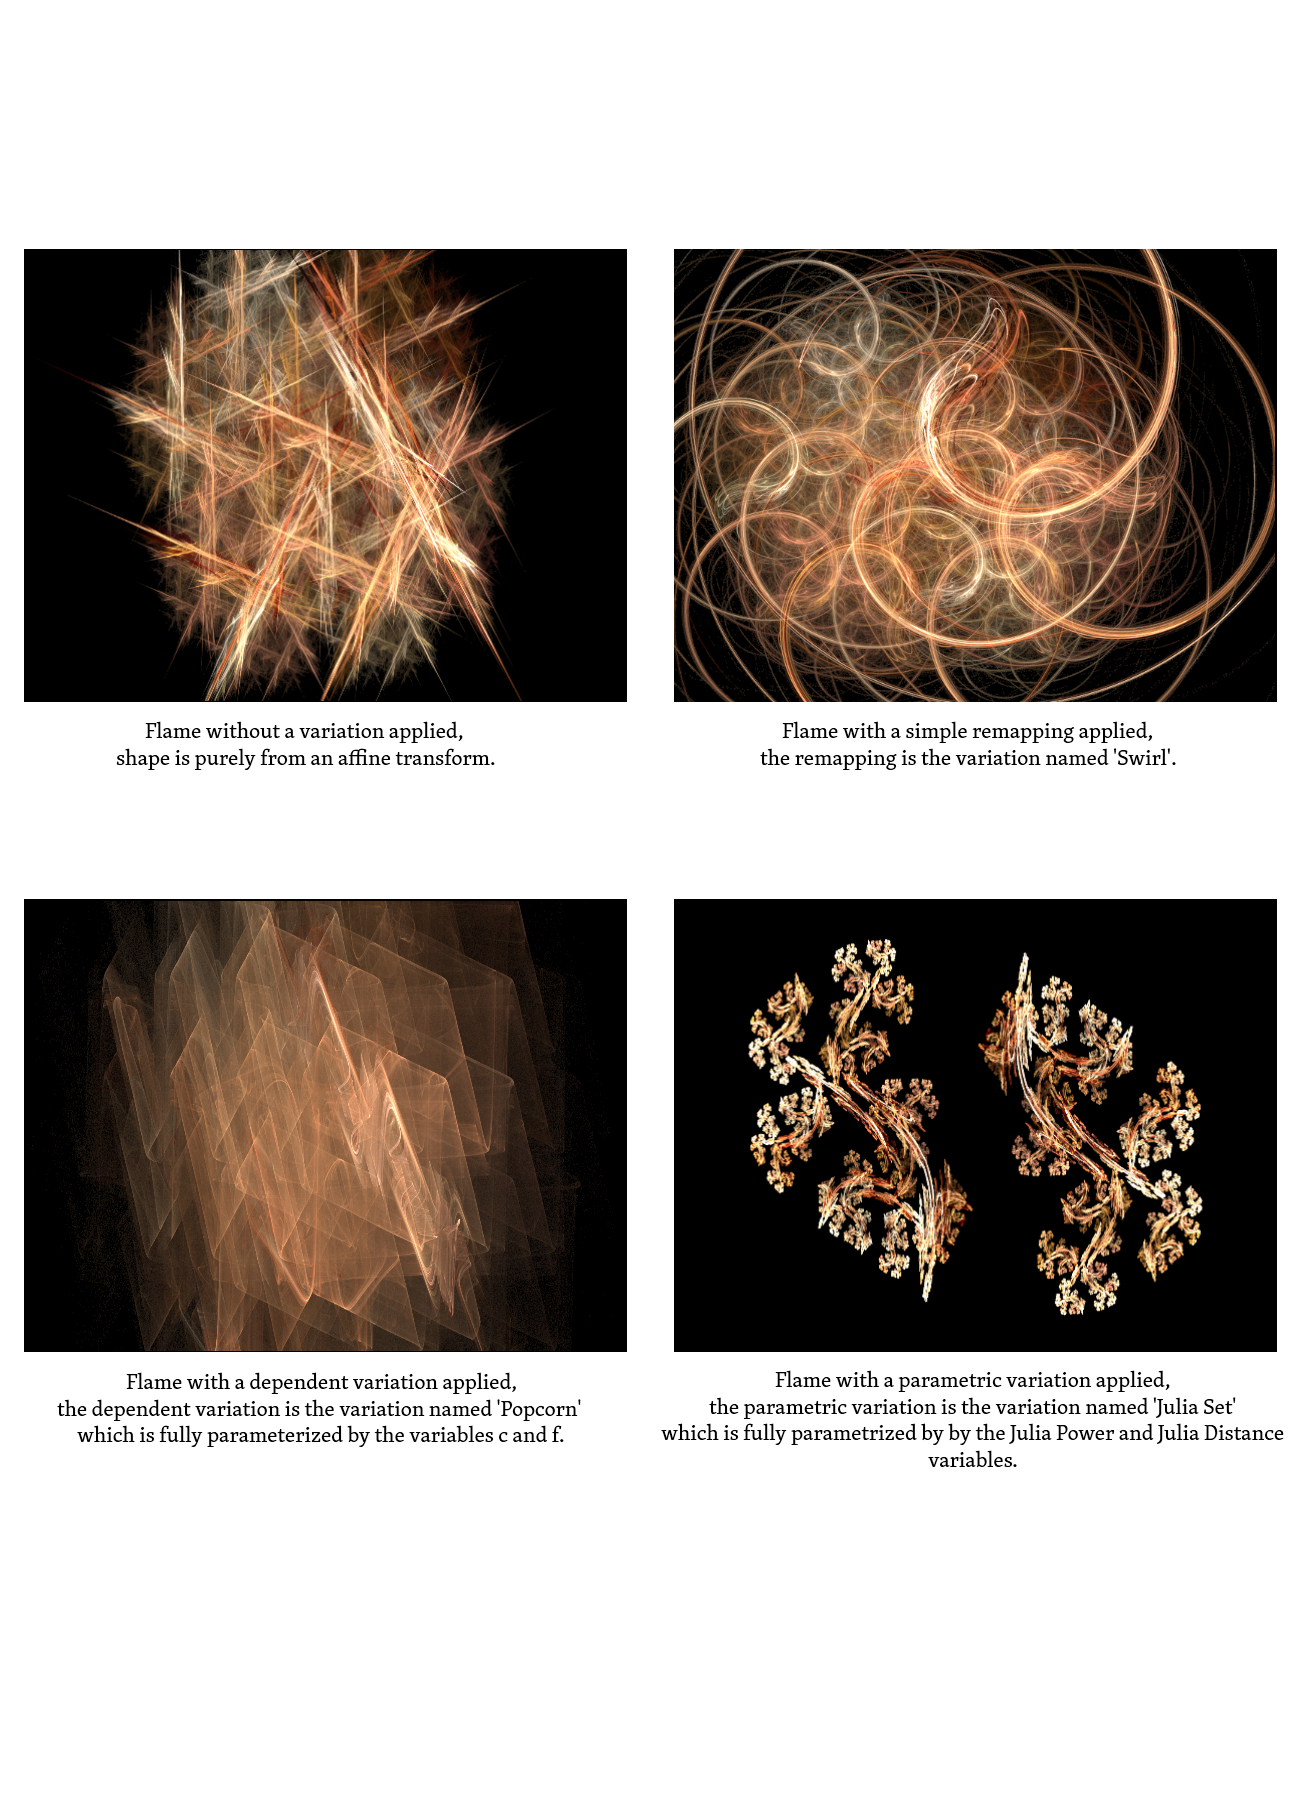 Flame without a variation applied,
shape is purely from an affine transform.
Flame with a simple remapping applied,
the remapping is the variation named 'Swirl'.
Flame with a dependent variation applied,
the dependent variation is the variation named 'Popcorn'
which is fully parameterized by the variables c and f.
Flame with a parametric variation applied,
the parametric variation is the variation named 'Julia Set'
which is fully parametrized by by the Julia Power and Julia Distance
variables.